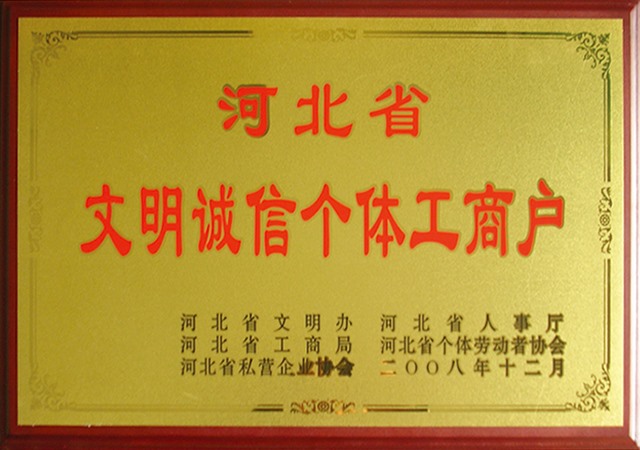 河北省
文明诚信个体工商户
河北省文明办 河北省人事厅
河北省工商局 河北省个体劳动者协会
河北省私营企业协会 二〇〇八年十二月